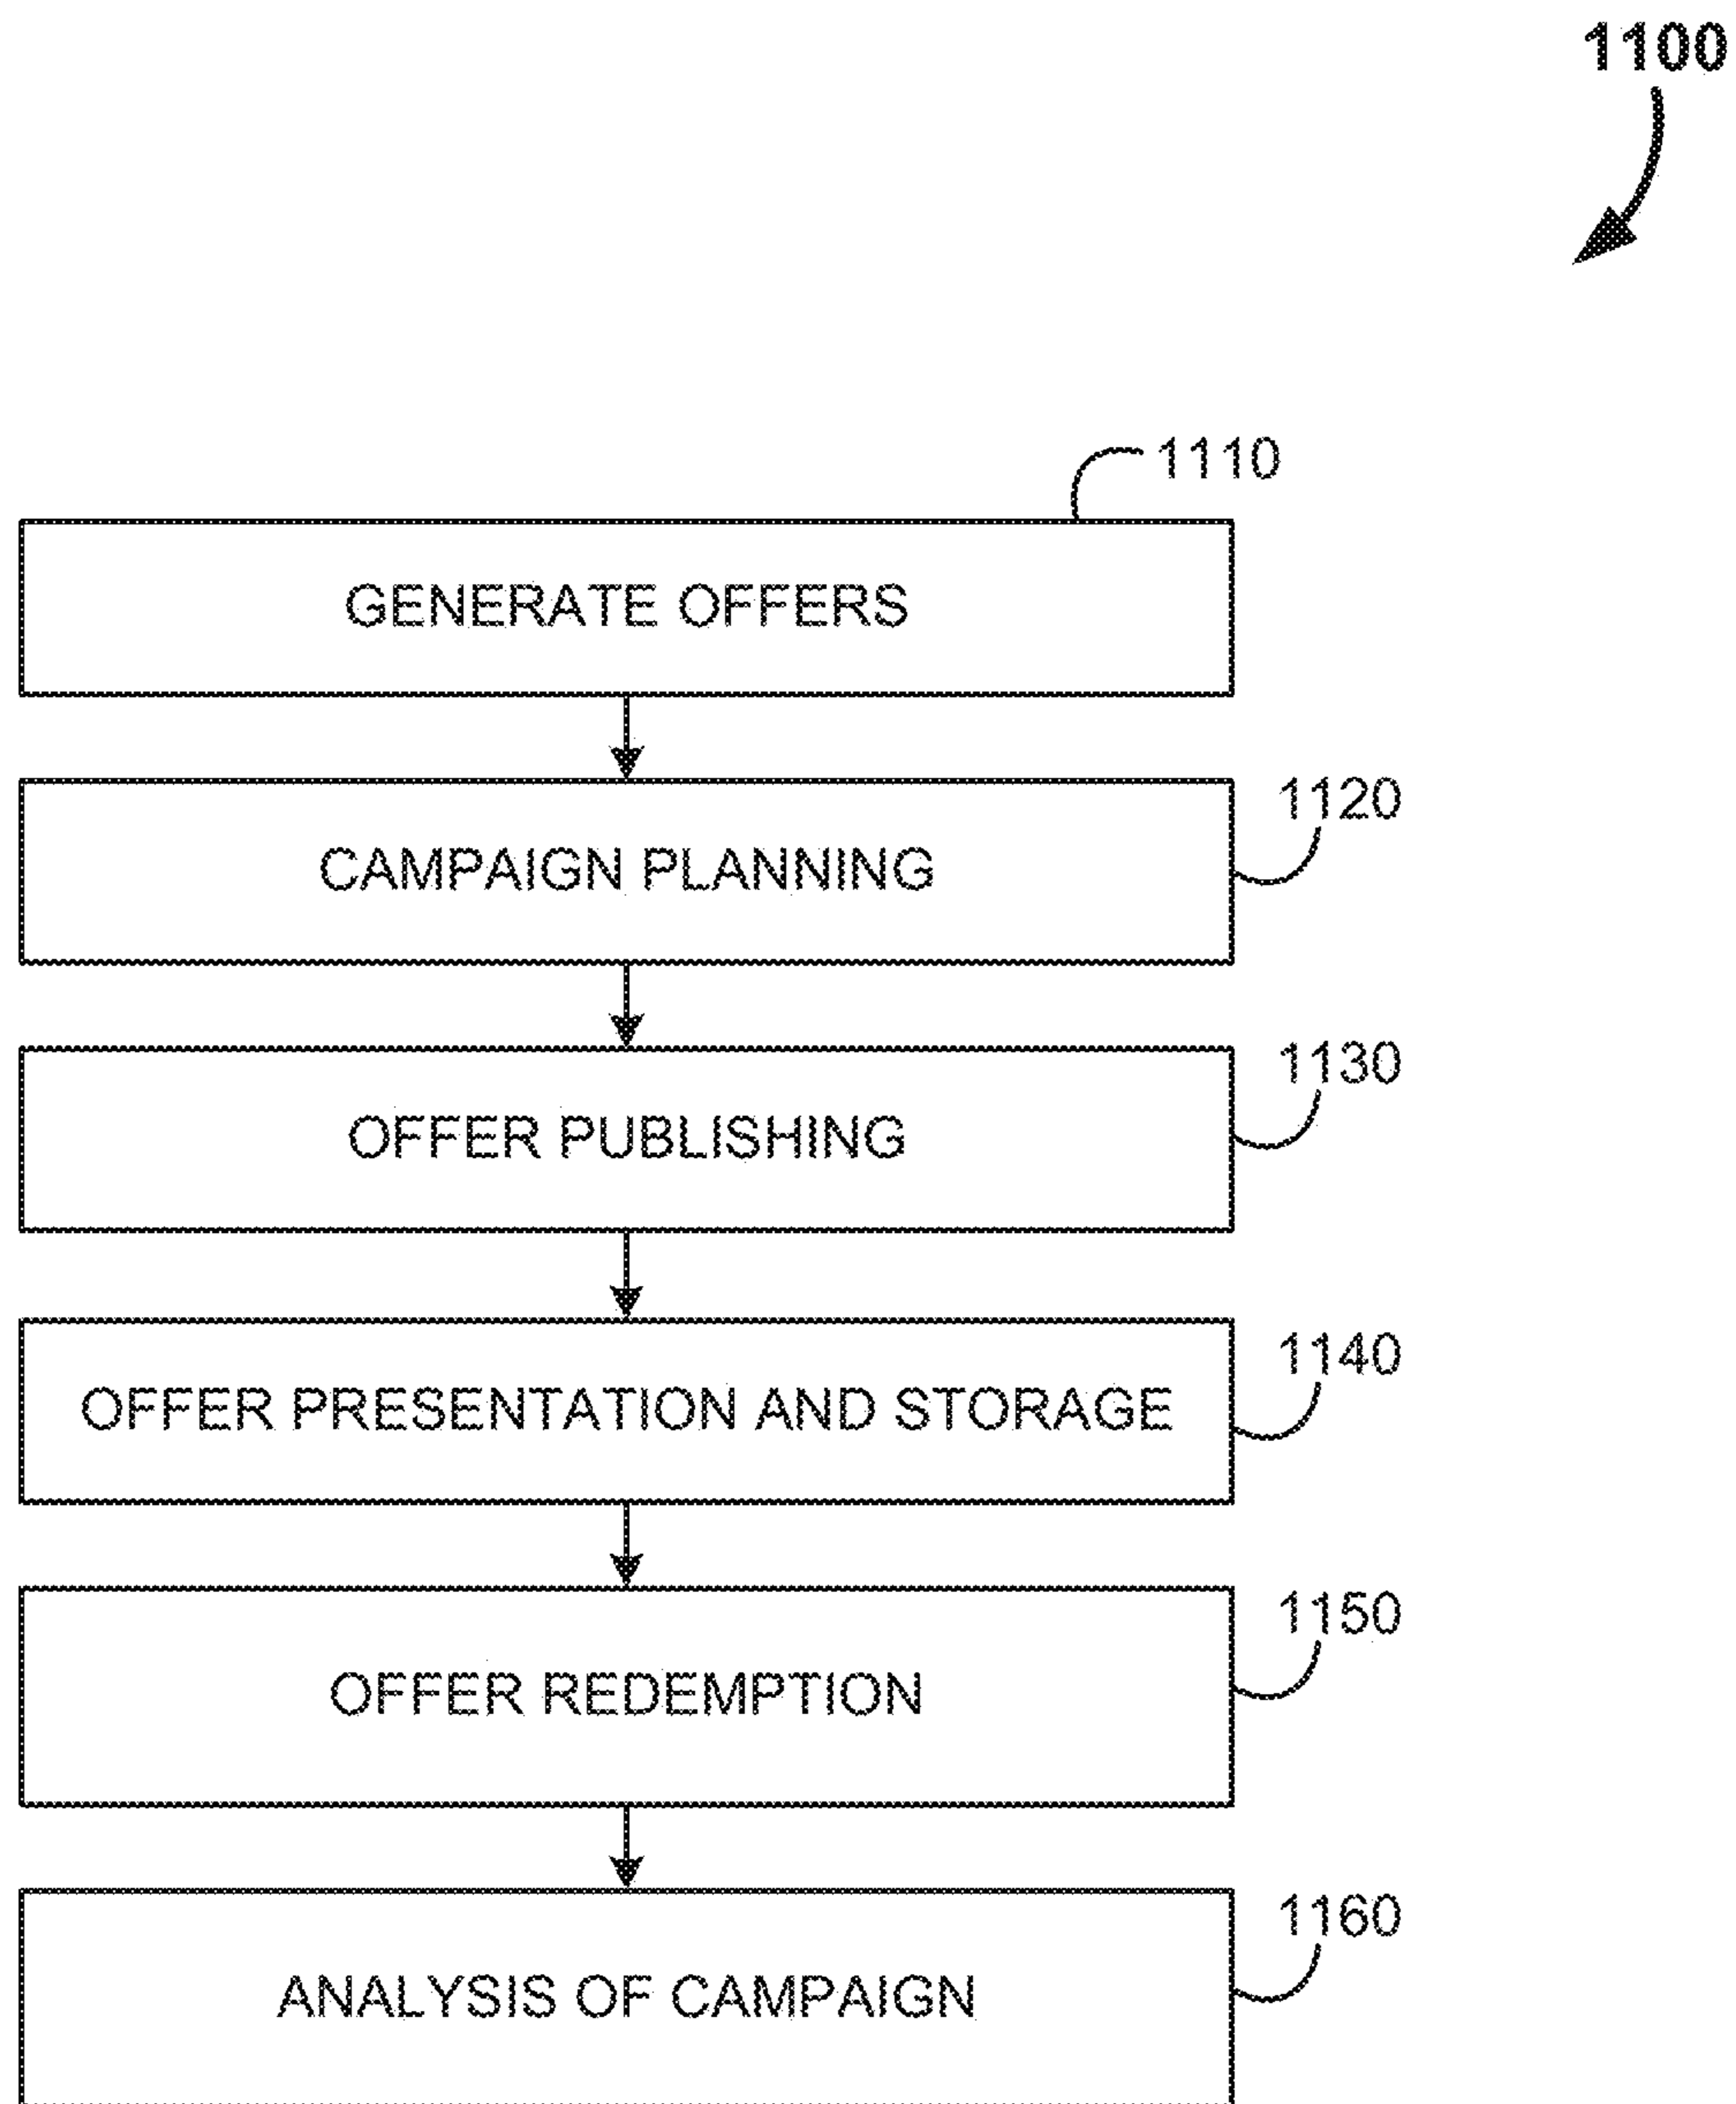 1100
1110
GENERATE OFFERS
1120
CAMPAIGN PLANNING
1130
OFFER PUBLISHING
1140
OFFER PRESENTATION AND STORAGE
1150
OFFER REDEMPTION
1160
ANALYSIS OF CAMPAIGN